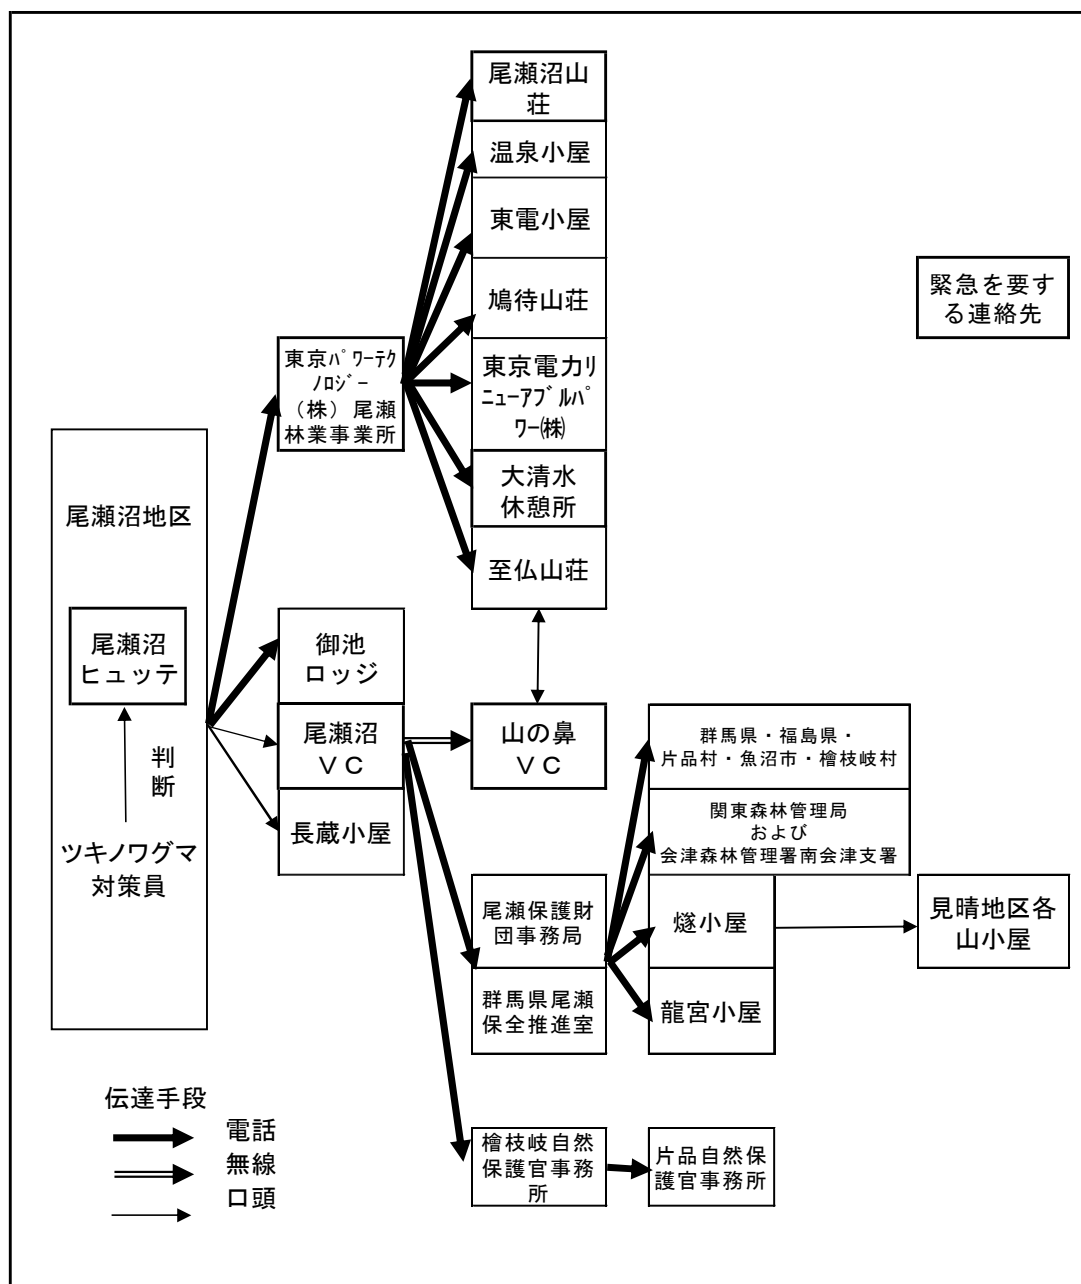 尾瀬沼山
荘
温泉小屋
東電小屋
鳩待山荘
東京電力リ
ニューアブルパ
ワー㈱
大清水
休憩所
至仏山荘
緊急を要す
る連絡先
東京パワーテク
ノロジー
（株）尾瀬
林業事業所
尾瀬沼地区
尾瀬沼
ヒュッテ
判
断
ツキノワグマ
対策員
御池
ロッジ
尾瀬沼
ＶＣ
長蔵小屋
山の鼻
ＶＣ
群馬県・福島県・
片品村・魚沼市・檜枝岐村
関東森林管理局
および
会津森林管理署南会津支署
尾瀬保護財
団事務局
群馬県尾瀬
保全推進室
燧小屋
龍宮小屋
見晴地区各
山小屋
檜枝岐自然
保護官事務
所
片品自然保
護官事務所
伝達手段
電話
無線
口頭